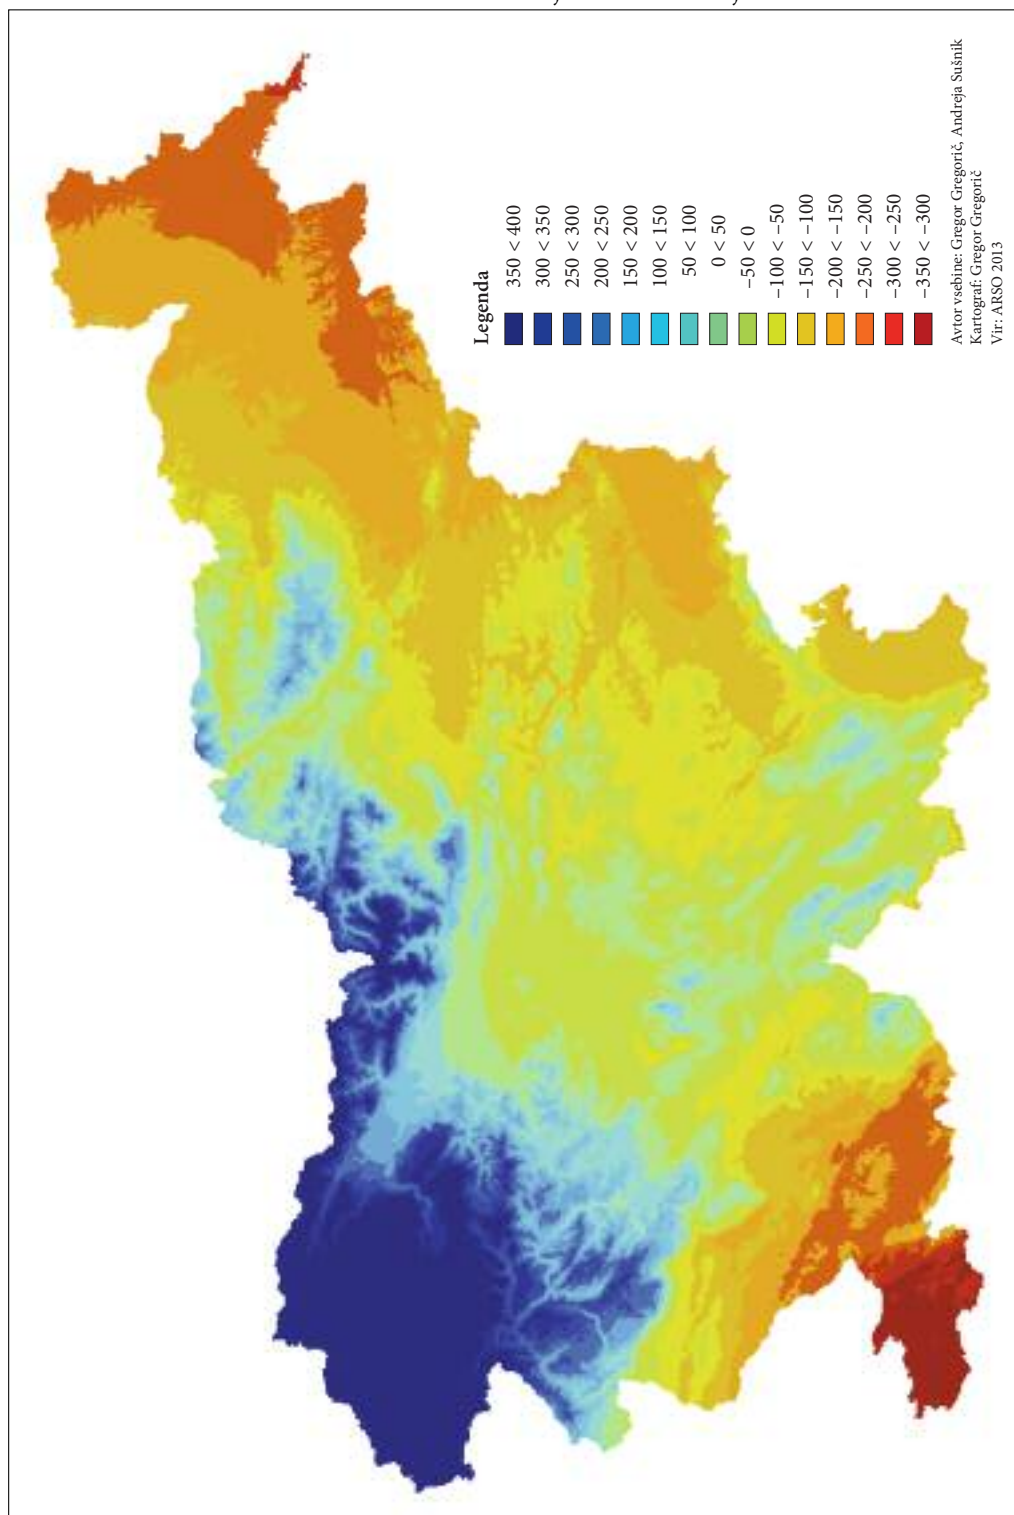 Legenda
350 < 400
300 < 350
250 < 300
200 < 250
150 < 200
100 < 150
50 < 100
0 < 50
−50 < 0
−100 < −50
−150 < −100
−200 < −150
−250 < −200
−300 < −250
−350 < −300
Avtor vsebine: Gregor Gregorič, Andreja Sušnik
Kartograf: Gregor Gregorič
Vir: ARSO 2013